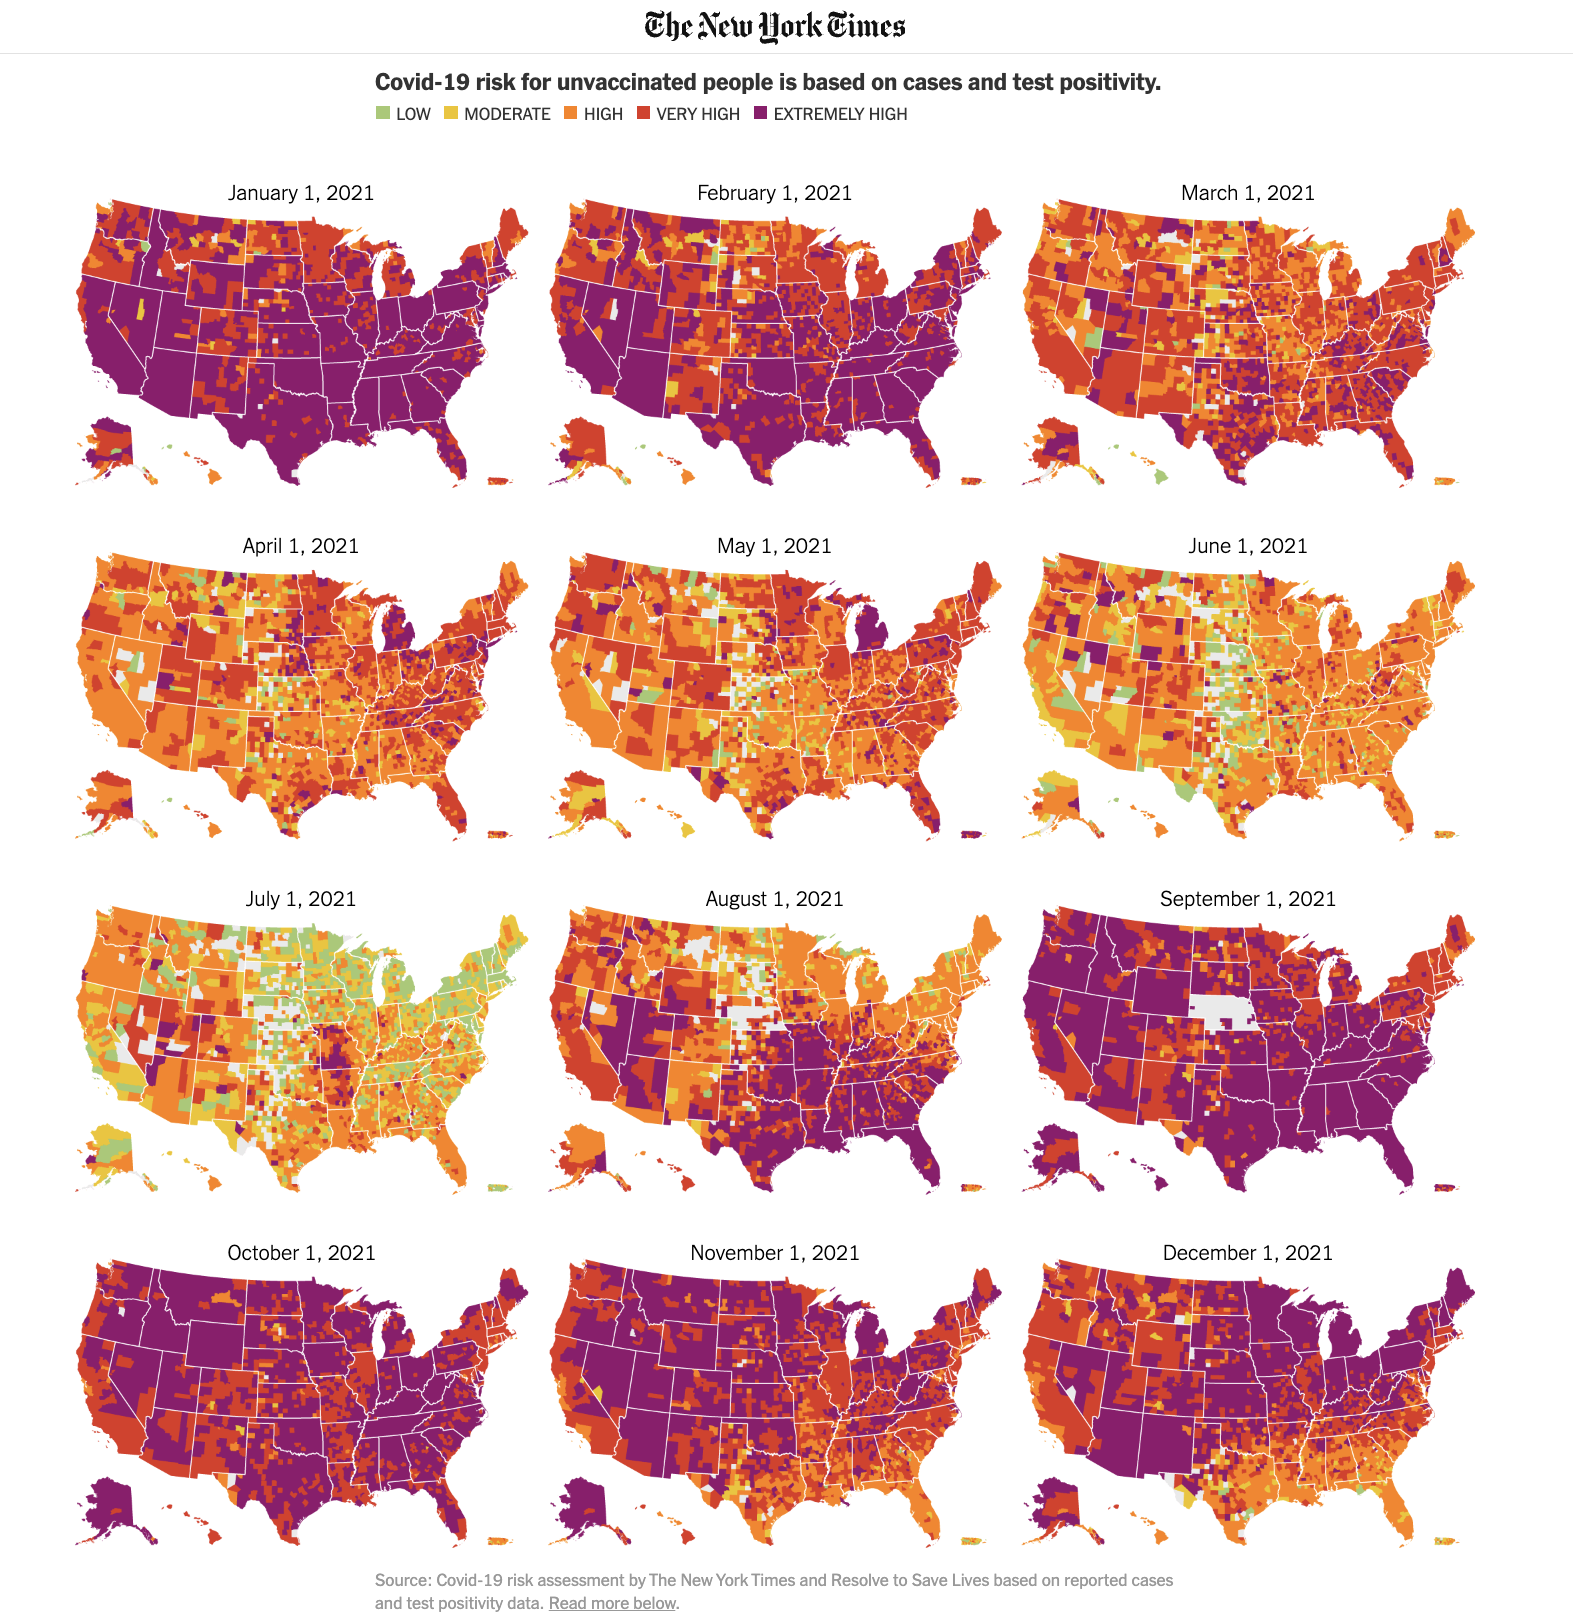 The New York Times
Covid-19 risk for unvaccinated people is based on cases and test positivity.
LOW MODERATE HIGH VERY HIGH EXTREMELY HIGH
January 1, 2021
February 1, 2021
March 1, 2021
April 1, 2021
May 1, 2021
June 1, 2021
July 1, 2021
August 1, 2021
September 1, 2021
October 1, 2021
November 1, 2021
December 1, 2021
Source: Covid-19 risk assessment by The New York Times and Resolve to Save Lives based on reported cases
and test positivity data. Read more below.